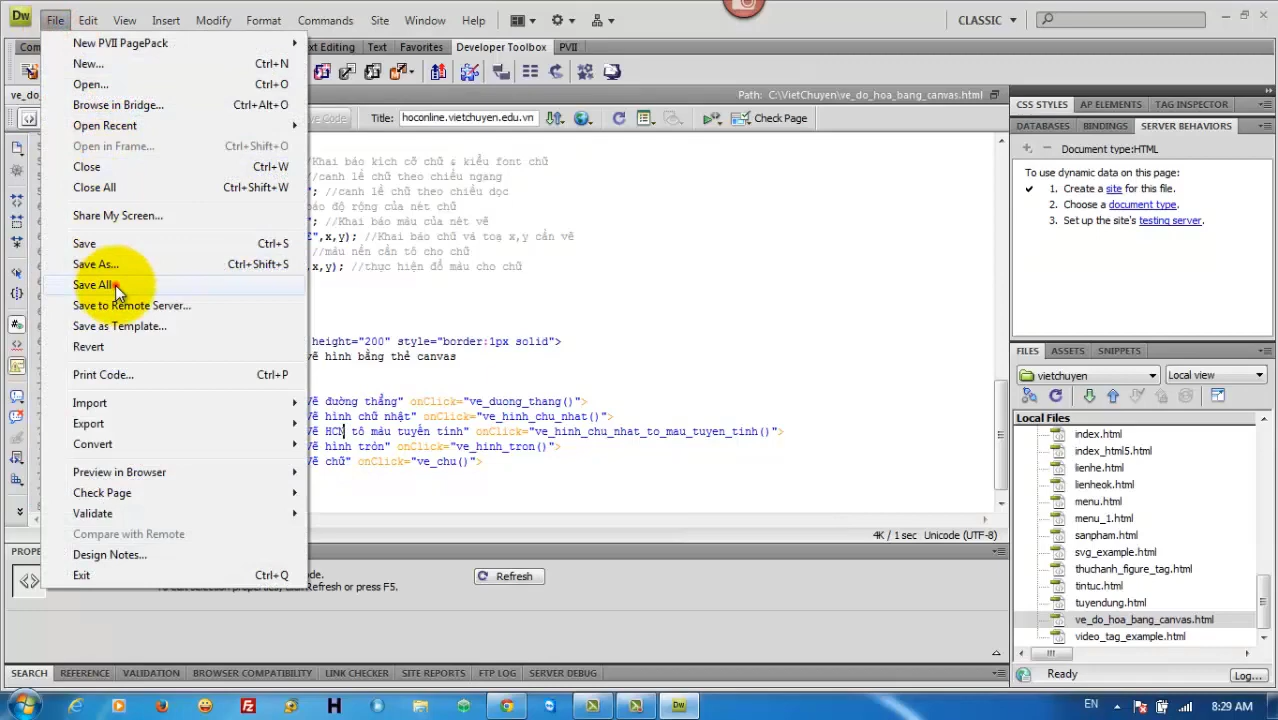 Dw File Edit View Insert Modify Format Commands Site Window Help CLASSIC
Text Editing Text Favorites Developer Toolbox PVII
New PVII PagePack
New... Ctrl+N
Open... Ctrl+O
Browse in Bridge... Ctrl+Alt+O
Open Recent
Open in Frame... Ctrl+Shift+O
Close Ctrl+W
Close All Ctrl+Shift+W
Share My Screen...
Save Ctrl+S
Save As... Ctrl+Shift+S
Save All
Save to Remote Server...
Save as Template...
Revert
Print Code... Ctrl+P
Import
Export
Convert
Preview in Browser
Check Page
Validate
Compare with Remote
Design Notes...
Exit Ctrl+Q
Path: C:\VietChuyen\ve_do_hoa_bang_canvas.html
Title: hoconline.vietchuyen.edu.vn Check Page
Khai báo kích cỡ chữ & kiểu font chữ
//canh lề chữ theo chiều ngang
"; //canh lề chữ theo chiều dọc
báo độ rộng của nét chữ
"; //Khai báo màu của nét vẽ
",x,y); //Khai báo chữ và toạ x,y cần vẽ
//màu nền cần tô cho chữ
,x,y); //thực hiện đổ màu cho chữ
height="200" style="border:1px solid">
vẽ hình bằng thẻ canvas
Vẽ đường thẳng" onClick="ve_duong_thang()">
Vẽ hình chữ nhật" onClick="ve_hinh_chu_nhat()">
Vẽ HCN tô màu tuyến tính" onClick="ve_hinh_chu_nhat_to_mau_tuyen_tinh()">
Vẽ hình tròn" onClick="ve_hinh_tron()">
Vẽ chữ" onClick="ve_chu()">
4K / 1 sec Unicode (UTF-8)
Refresh
Refresh or press F5.
SEARCH REFERENCE VALIDATION BROWSER COMPATIBILITY LINK CHECKER SITE REPORTS FTP LOG SERVER DEBUG
CSS STYLES AP ELEMENTS TAG INSPECTOR
DATABASES BINDINGS SERVER BEHAVIORS
Document type:HTML
To use dynamic data on this page:
1. Create a site for this file.
2. Choose a document type.
3. Set up the site's testing server.
FILES ASSETS SNIPPETS
vietchuyen Local view
Local Files
index.html
index_html5.html
lienhe.html
lienheok.html
menu.html
menu_1.html
sanpham.html
svg_example.html
thuchanh_figure_tag.html
tintuc.html
tuyendung.html
ve_do_hoa_bang_canvas.html
video_tag_example.html
Ready Log...
EN 8:29 AM